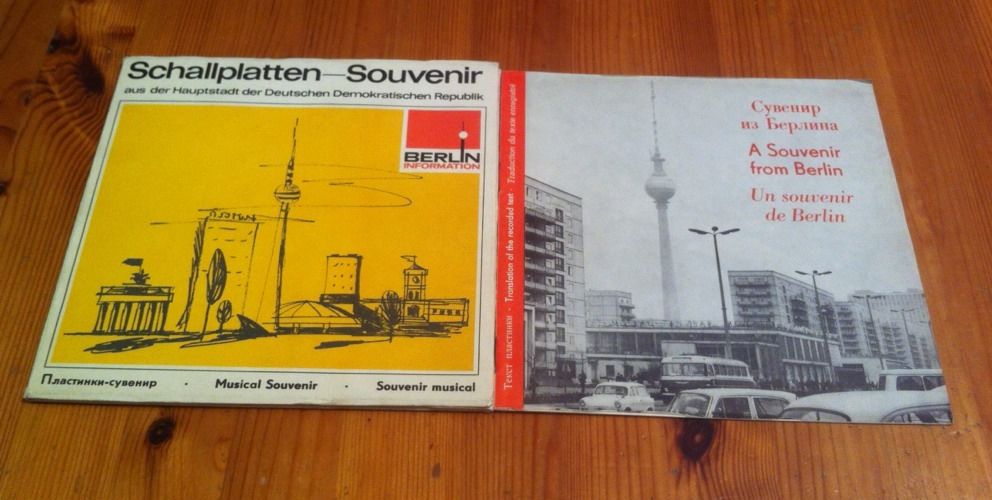 Schallplatten—Souvenir
aus der Hauptstadt der Deutschen Demokratischen Republik
BERLIN
INFORMATION
Пластинки-сувенир · Musical Souvenir · Souvenir musical
Текст пластинки · Translation of the recorded text · Traduction du texte enregistré
Сувенир
из Берлина
A Souvenir
from Berlin
Un souvenir
de Berlin